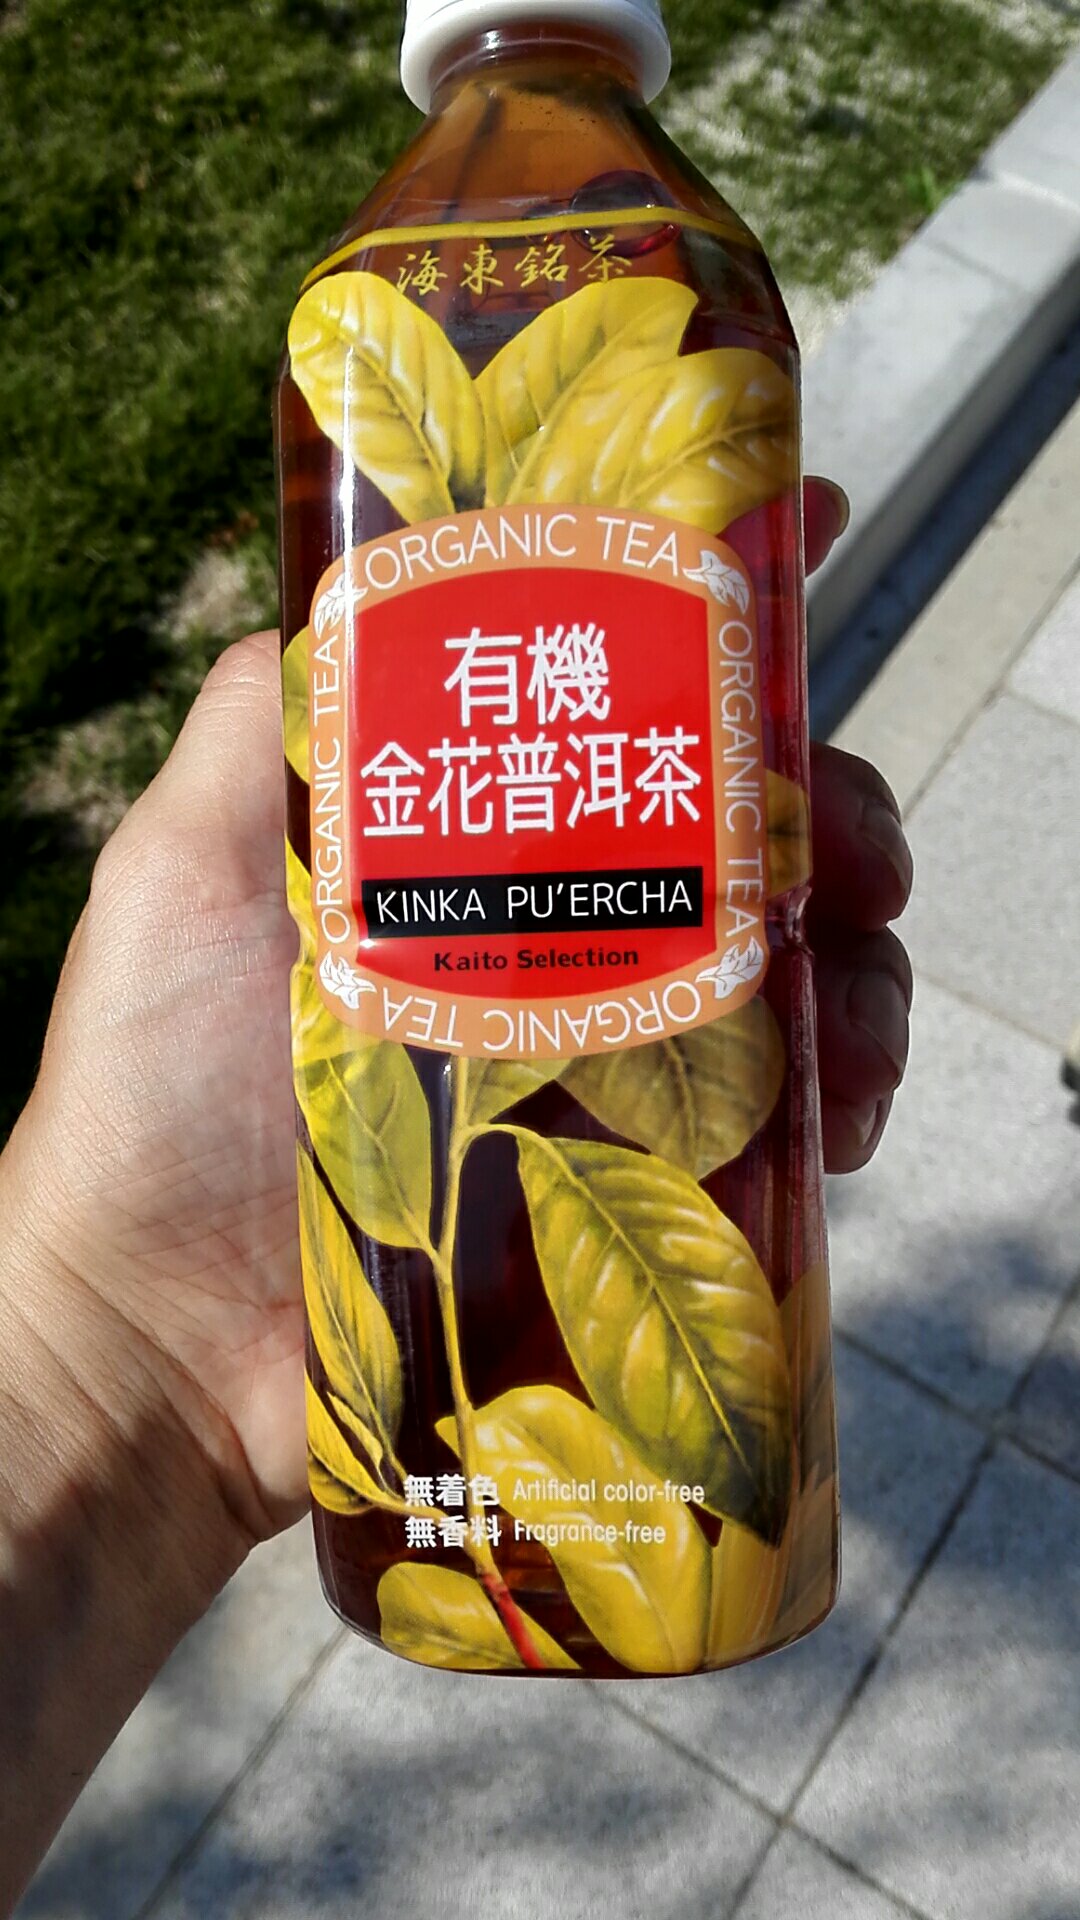 海東銘茶
ORGANIC TEA
ORGANIC TEA
ORGANIC TEA
有機
金花普洱茶
KINKA PU'ERCHA
Kaito Selection
ORGANIC TEA
無着色 Artificial color-free
無香料 Fragrance-free